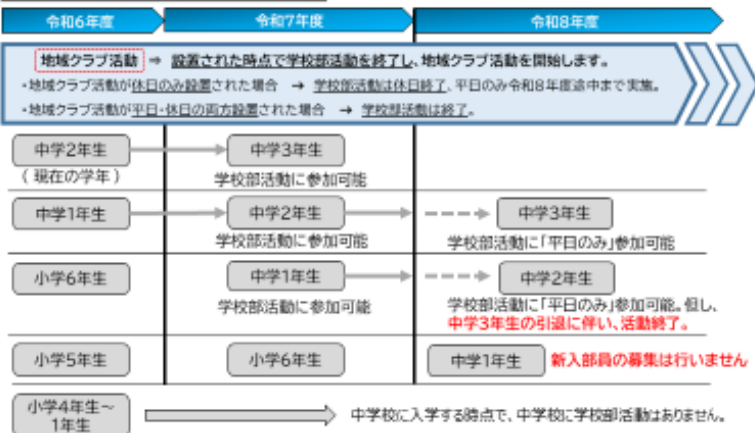 令和6年度
令和7年度
令和8年度
地域クラブ活動 ⇒ 設置された時点で学校部活動を終了し、地域クラブ活動を開始します。
・地域クラブ活動が休日のみ設置された場合 → 学校部活動は休日終了、平日のみ令和8年度途中まで実施。
・地域クラブ活動が平日・休日の両方設置された場合 → 学校部活動は終了。
中学2年生
中学3年生
(現在の学年)
学校部活動に参加可能
中学1年生
中学2年生
中学3年生
学校部活動に参加可能
学校部活動に「平日のみ」参加可能
小学6年生
中学1年生
中学2年生
学校部活動に参加可能
学校部活動に「平日のみ」参加可能。但し、
中学3年生の引退に伴い、活動終了。
小学5年生
小学6年生
中学1年生
新入部員の募集は行いません
小学4年生～
1年生
中学校に入学する時点で、中学校に学校部活動はありません。